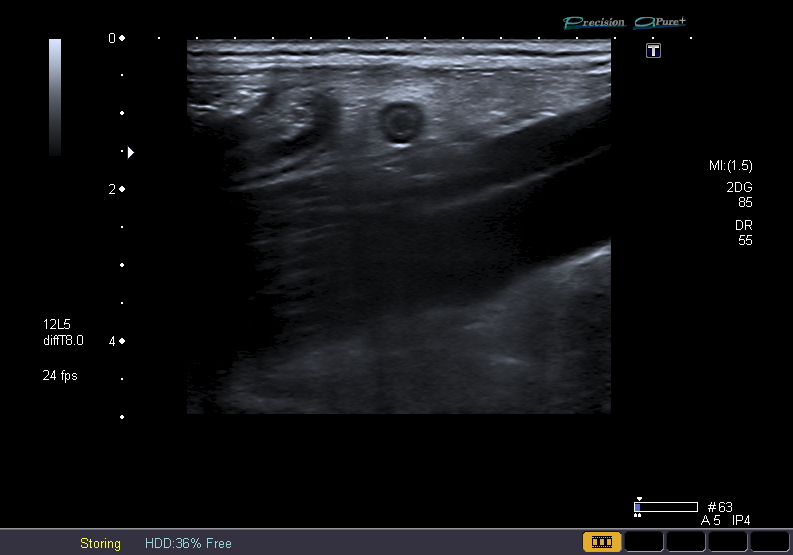 Precision APure+
T
0
2
4
MI:(1.5)
2DG
85
DR
55
12L5
diffT8.0
24 fps
#63
A 5 IP4
Storing HDD:36% Free